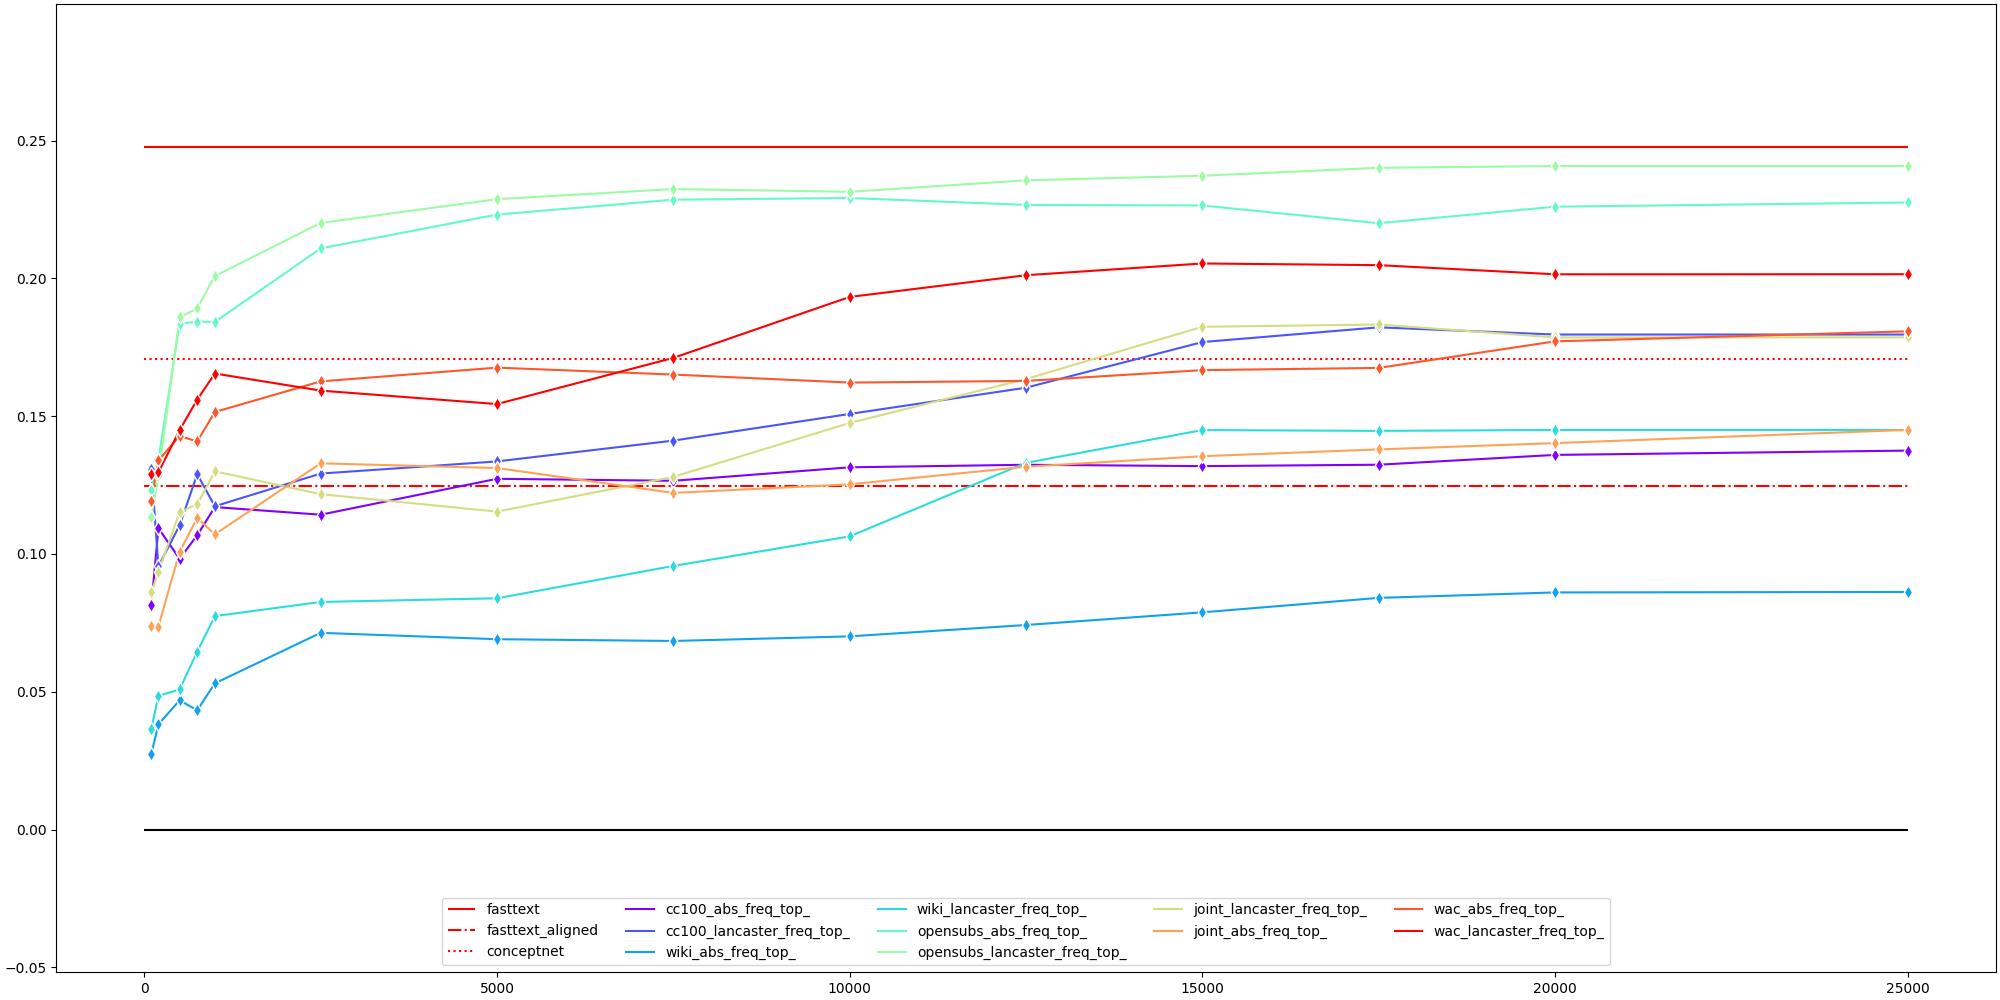 0.25
0.20
0.15
0.10
0.05
0.00
−0.05
fasttext
fasttext_aligned
conceptnet
cc100_abs_freq_top_
cc100_lancaster_freq_top_
wiki_abs_freq_top_
wiki_lancaster_freq_top_
opensubs_abs_freq_top_
opensubs_lancaster_freq_top_
joint_lancaster_freq_top_
joint_abs_freq_top_
wac_abs_freq_top_
wac_lancaster_freq_top_
0 5000 10000 15000 20000 25000